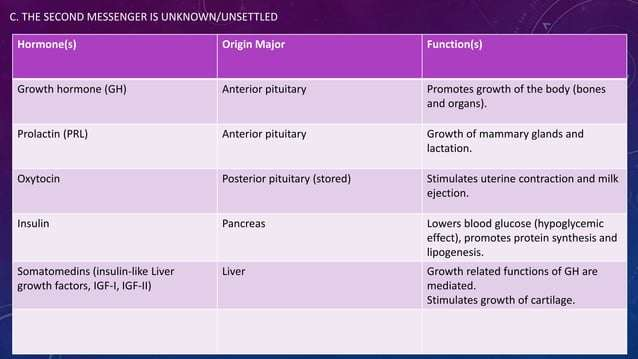 C. THE SECOND MESSENGER IS UNKNOWN/UNSETTLED
Hormone(s) Origin Major Function(s)
Growth hormone (GH) Anterior pituitary Promotes growth of the body (bones
and organs).
Prolactin (PRL) Anterior pituitary Growth of mammary glands and
lactation.
Oxytocin Posterior pituitary (stored) Stimulates uterine contraction and milk
ejection.
Insulin Pancreas Lowers blood glucose (hypoglycemic
effect), promotes protein synthesis and
lipogenesis.
Somatomedins (insulin-like Liver Liver Growth related functions of GH are
growth factors, IGF-I, IGF-II) mediated.
Stimulates growth of cartilage.